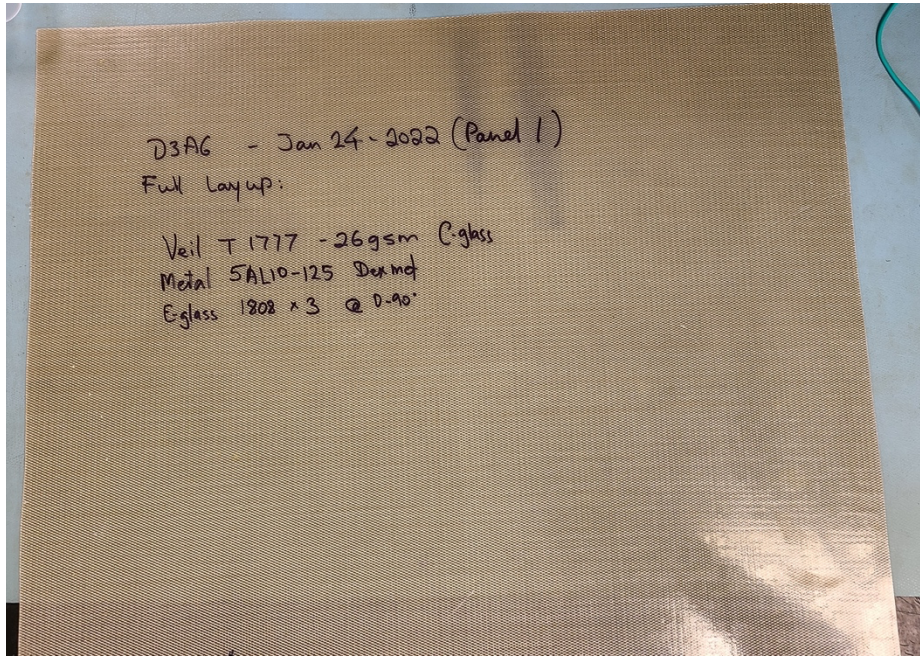 D3A6 - Jan 24-2022 (Panel 1)
Full Layup:
Veil T1777 - 26gsm C-glass
Metal 5AL10-125 Dexmet
E-glass 1808 x 3 @ 0-90°